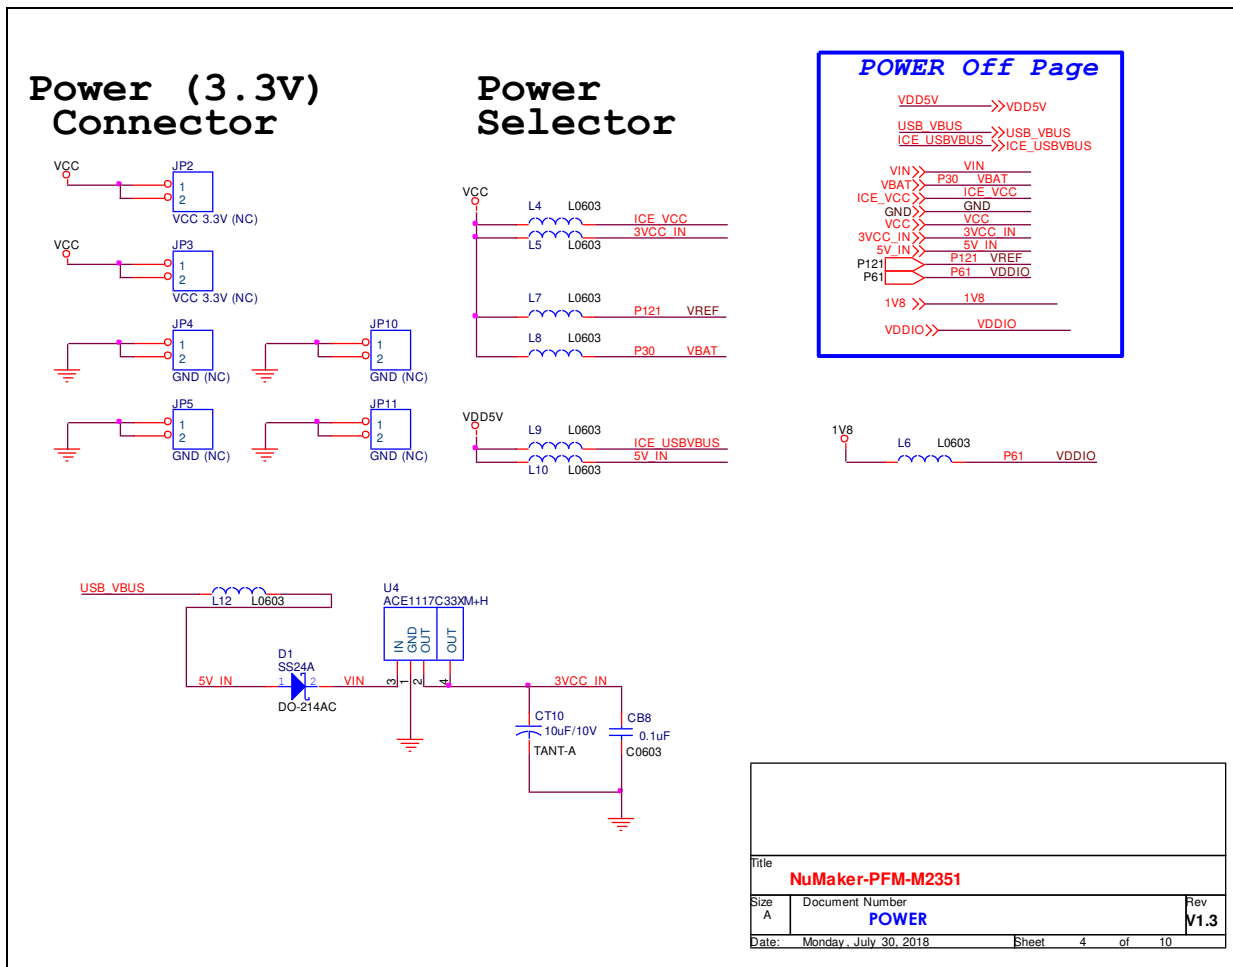 Power (3.3V)
Connector
Power
Selector
POWER Off Page
VDD5V
VDD5V
USB_VBUS
USB_VBUS
ICE_USBVBUS
ICE_USBVBUS
VIN
VIN
VBAT
P30
VBAT
ICE_VCC
ICE_VCC
GND
GND
VCC
VCC
3VCC_IN
3VCC_IN
5V_IN
5V_IN
P121
P121
VREF
P61
P61
VDDIO
1V8
1V8
VDDIO
VDDIO
VCC
JP2
1
2
VCC 3.3V (NC)
VCC
JP3
1
2
VCC 3.3V (NC)
JP4
1
2
GND (NC)
JP10
1
2
GND (NC)
JP5
1
2
GND (NC)
JP11
1
2
GND (NC)
VCC
L4
L0603
ICE_VCC
3VCC_IN
L5
L0603
L7
L0603
P121
VREF
L8
L0603
P30
VBAT
VDD5V
L9
L0603
ICE_USBVBUS
5V_IN
L10
L0603
1V8
L6
L0603
P61
VDDIO
USB_VBUS
L12
L0603
U4
ACE1117C33XM+H
IN
GND
OUT
OUT
3
1
2
4
D1
SS24A
5V_IN
1
2
VIN
DO-214AC
3VCC_IN
CT10
10uF/10V
TANT-A
CB8
0.1uF
C0603
Title
NuMaker-PFM-M2351
Size
A
Document Number
POWER
Rev
V1.3
Date:
Monday, July 30, 2018
Sheet
4
of
10